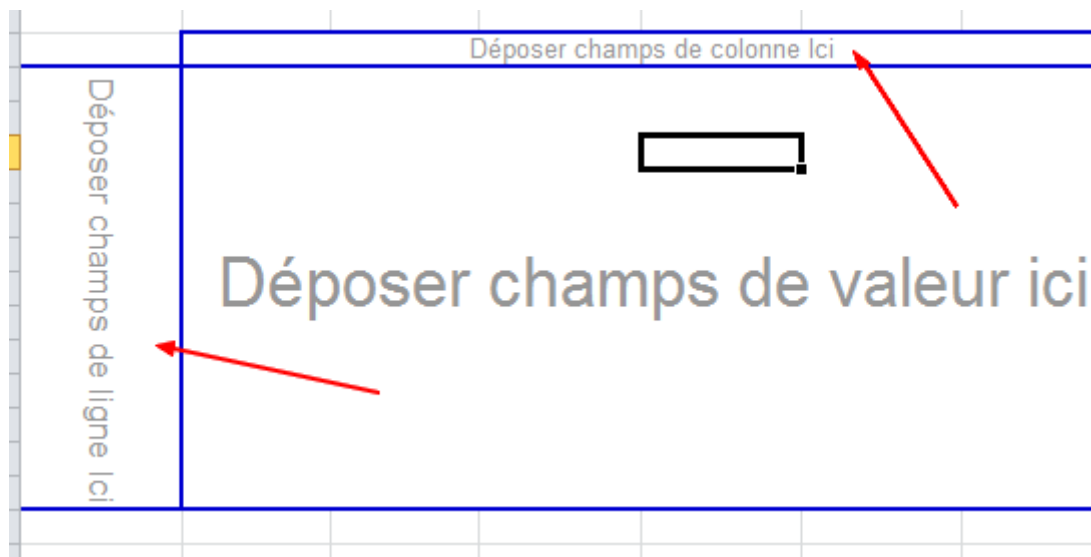 Déposer champs de colonne Ici
Déposer champs de ligne Ici
Déposer champs de valeur ici